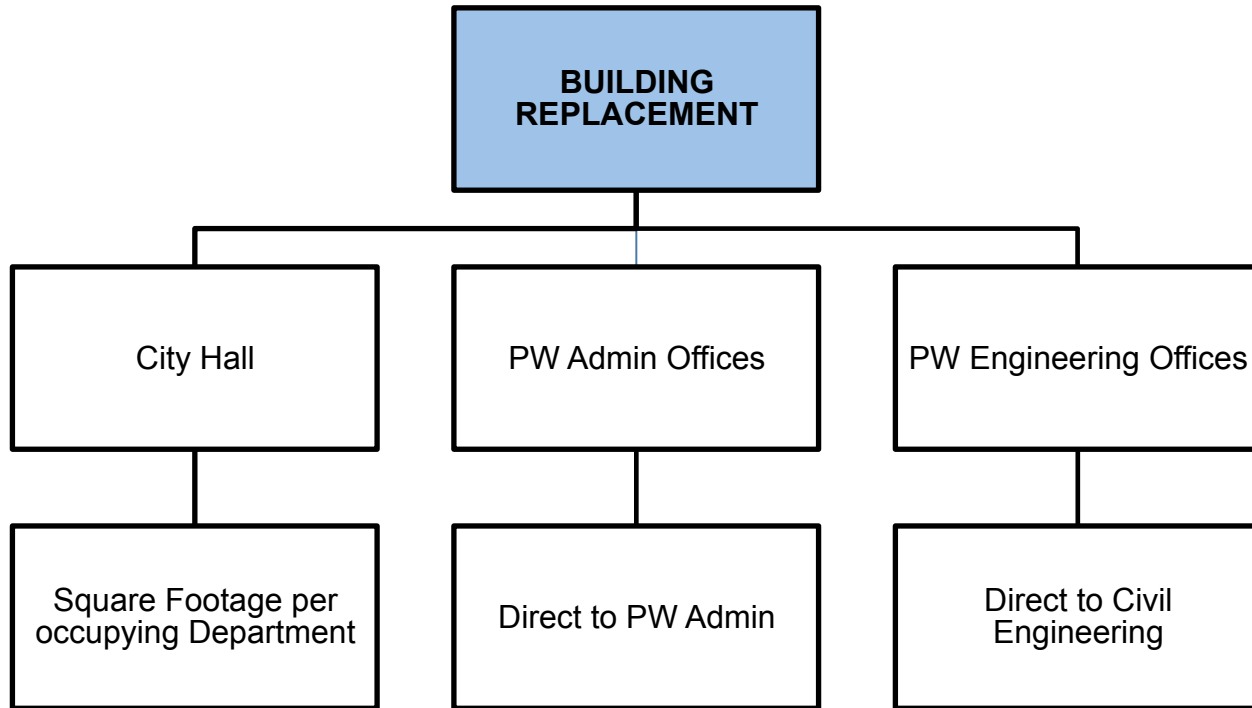 BUILDING
REPLACEMENT
City Hall
PW Admin Offices
PW Engineering Offices
Square Footage per
occupying Department
Direct to PW Admin
Direct to Civil
Engineering